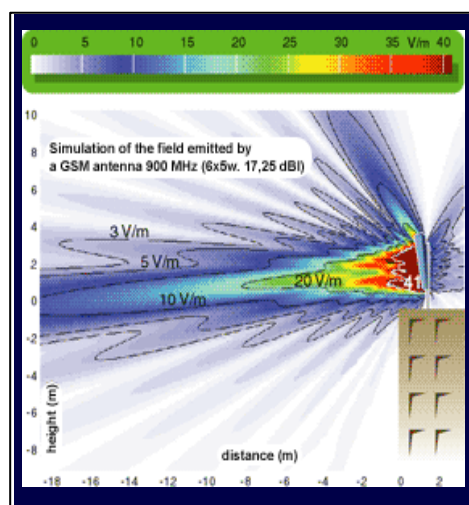 0 5 10 15 20 25 30 35 V/m 40
10
Simulation of the field emitted by
a GSM antenna 900 MHz (6x5w. 17,25 dBI)
8
6
4
3 V/m
2
5 V/m
20 V/m
41
0
10 V/m
-2
-4
-6
-8
height (m)
distance (m)
-18 -16 -14 -12 -10 -8 -6 -4 -2 0 2